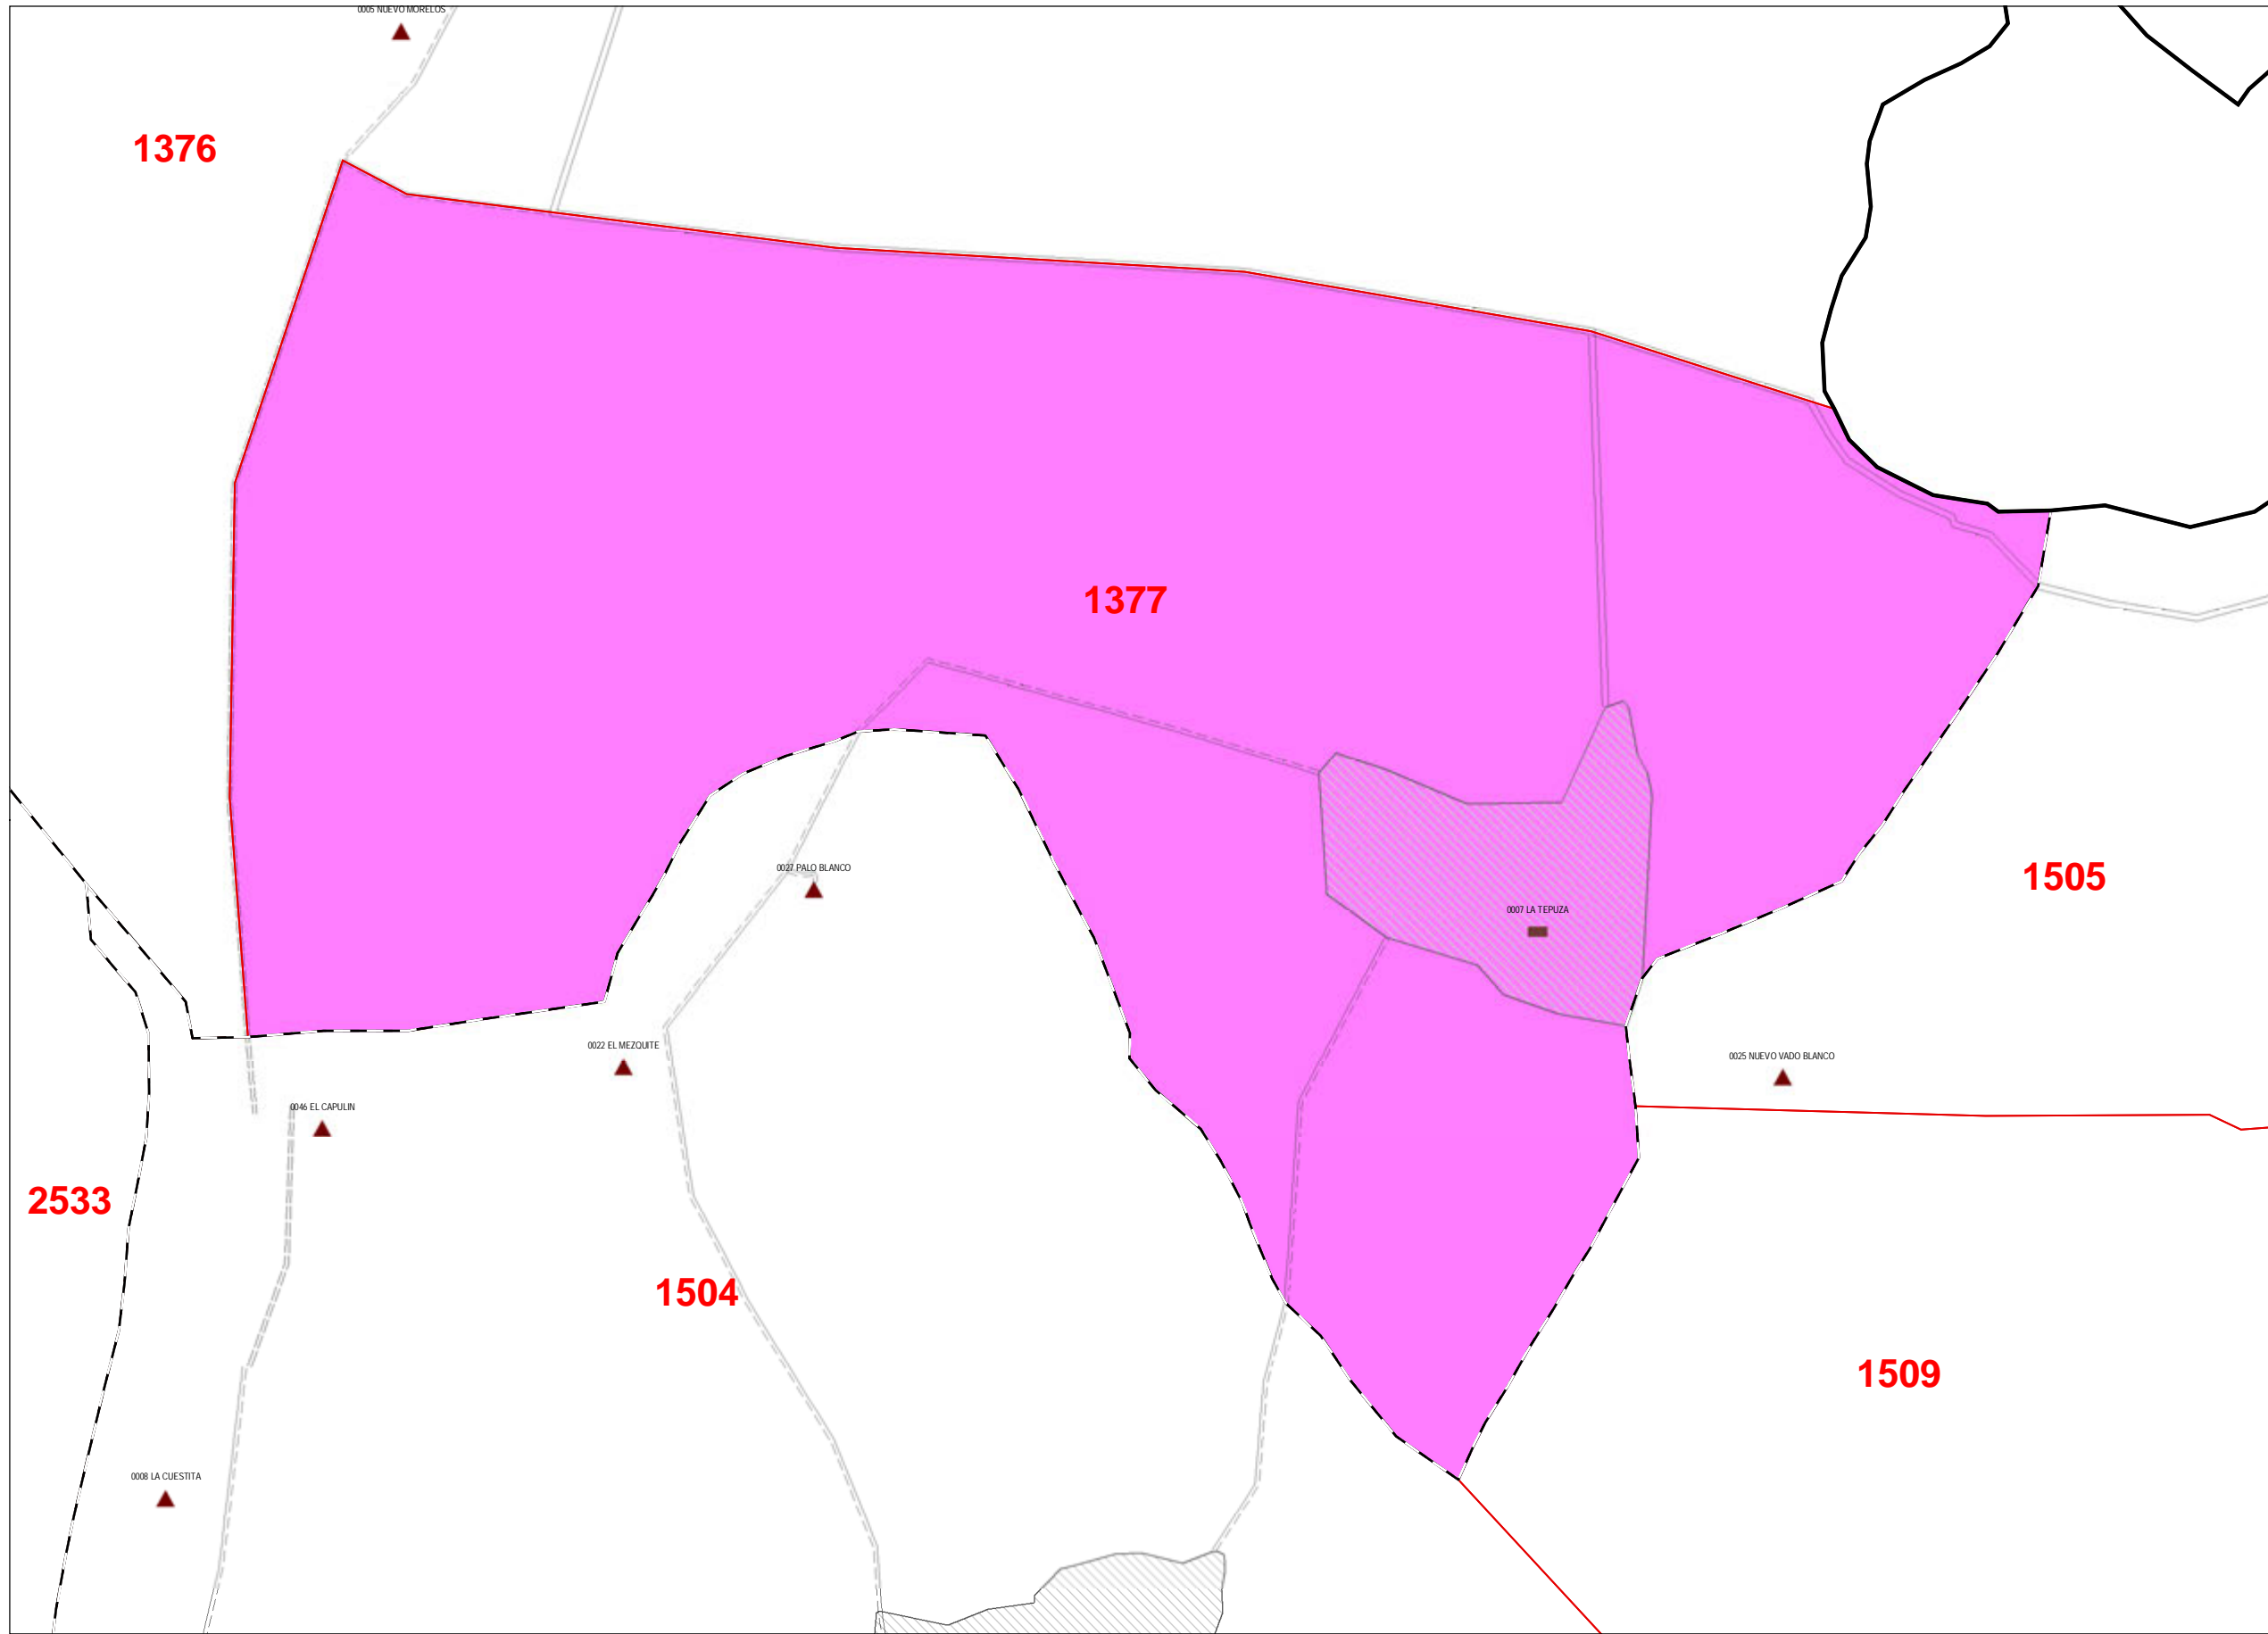 0005 NUEVO MORELOS
1376
1377
0027 PALO BLANCO
1505
0007 LA TEPUZA
0022 EL MEZQUITE
0025 NUEVO VADO BLANCO
0046 EL CAPULIN
2533
1504
1509
0008 LA CUESTITA